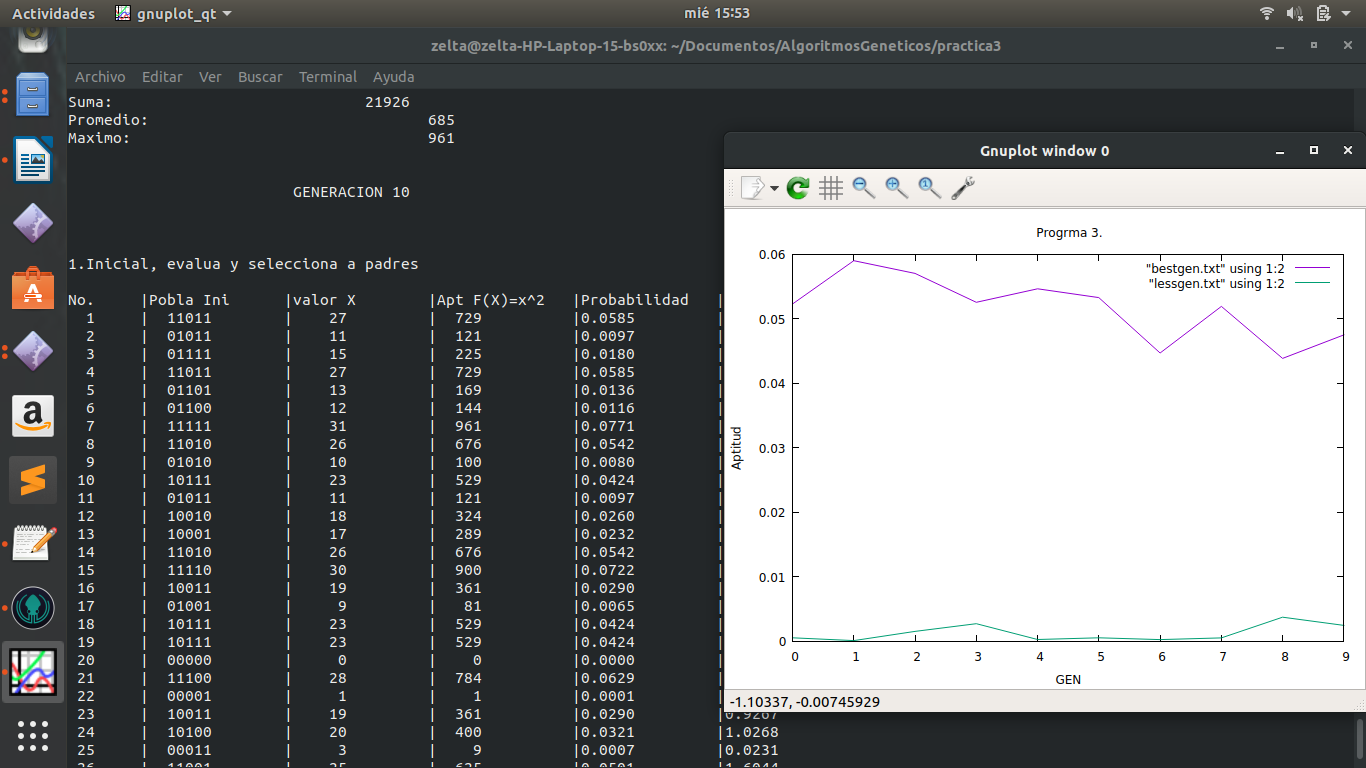 Actividades gnuplot_qt mié 15:53
zelta@zelta-HP-Laptop-15-bs0xx: ~/Documentos/AlgoritmosGeneticos/practica3
Archivo Editar Ver Buscar Terminal Ayuda
Suma: 21926
Promedio: 685
Maximo: 961
GENERACION 10
1.Inicial, evalua y selecciona a padres
No. |Pobla Ini |valor X |Apt F(X)=x^2 |Probabilidad |
1 | 11011 | 27 | 729 |0.0585
2 | 01011 | 11 | 121 |0.0097
3 | 01111 | 15 | 225 |0.0180
4 | 11011 | 27 | 729 |0.0585
5 | 01101 | 13 | 169 |0.0136
6 | 01100 | 12 | 144 |0.0116
7 | 11111 | 31 | 961 |0.0771
8 | 11010 | 26 | 676 |0.0542
9 | 01010 | 10 | 100 |0.0080
10 | 10111 | 23 | 529 |0.0424
11 | 01011 | 11 | 121 |0.0097
12 | 10010 | 18 | 324 |0.0260
13 | 10001 | 17 | 289 |0.0232
14 | 11010 | 26 | 676 |0.0542
15 | 11110 | 30 | 900 |0.0722
16 | 10011 | 19 | 361 |0.0290
17 | 01001 | 9 | 81 |0.0065
18 | 10111 | 23 | 529 |0.0424
19 | 10111 | 23 | 529 |0.0424
20 | 00000 | 0 | 0 |0.0000
21 | 11100 | 28 | 784 |0.0629
22 | 00001 | 1 | 1 |0.0001
23 | 10011 | 19 | 361 |0.0290 |0.9267
24 | 10100 | 20 | 400 |0.0321 |1.0268
25 | 00011 | 3 | 9 |0.0007 |0.0231
26 | 11001 | 25 | 625 |0.0501 |1.6044
Gnuplot window 0
Progrma 3.
"bestgen.txt" using 1:2
"lessgen.txt" using 1:2
0.06
0.05
0.04
0.03
0.02
0.01
0
Aptitud
0 1 2 3 4 5 6 7 8 9
GEN
-1.10337, -0.00745929